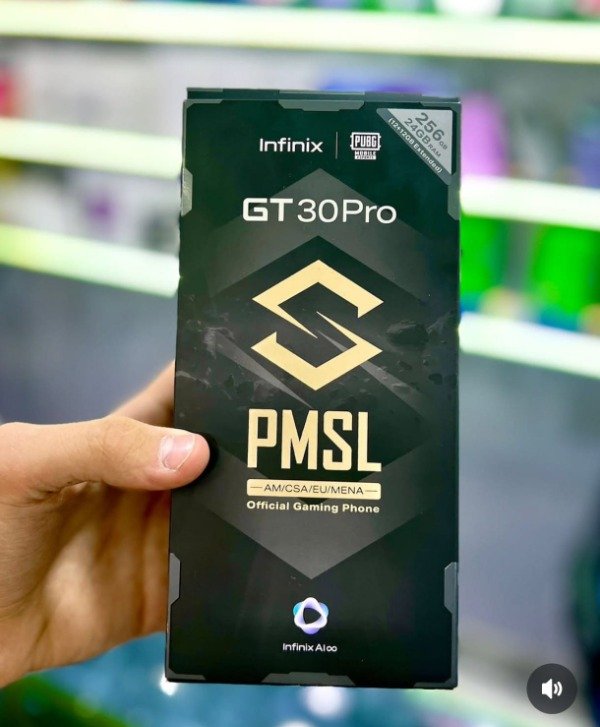 Infinix
PUBG
MOBILE
256GB
24GB RAM
(12+12GB Extended)
GT 30 Pro
PMSL
AM/CSA/EU/MENA
Official Gaming Phone
Infinix AI∞